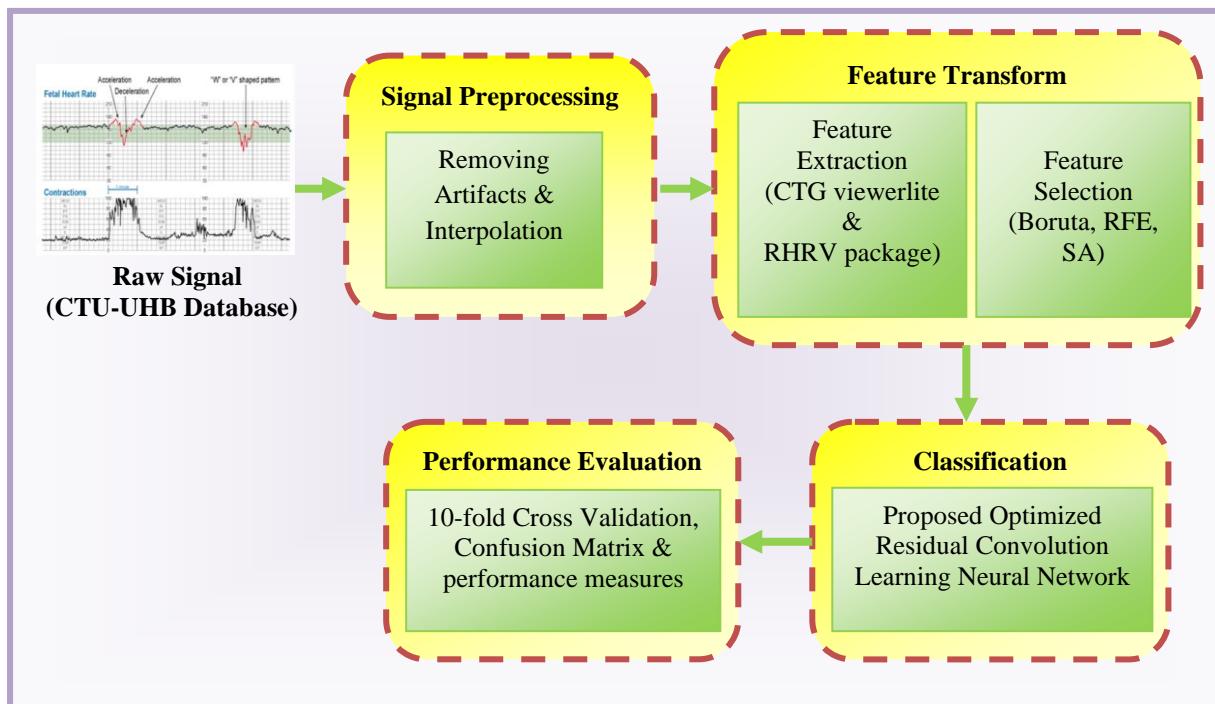 Acceleration
Acceleration
Deceleration
"W" or "V" shaped pattern
Fetal Heart Rate
Contractions
Raw Signal
(CTU-UHB Database)
Signal Preprocessing
Removing
Artifacts &
Interpolation
Feature Transform
Feature
Extraction
(CTG viewerlite
&
RHRV package)
Feature
Selection
(Boruta, RFE,
SA)
Classification
Proposed Optimized
Residual Convolution
Learning Neural Network
Performance Evaluation
10-fold Cross Validation,
Confusion Matrix &
performance measures